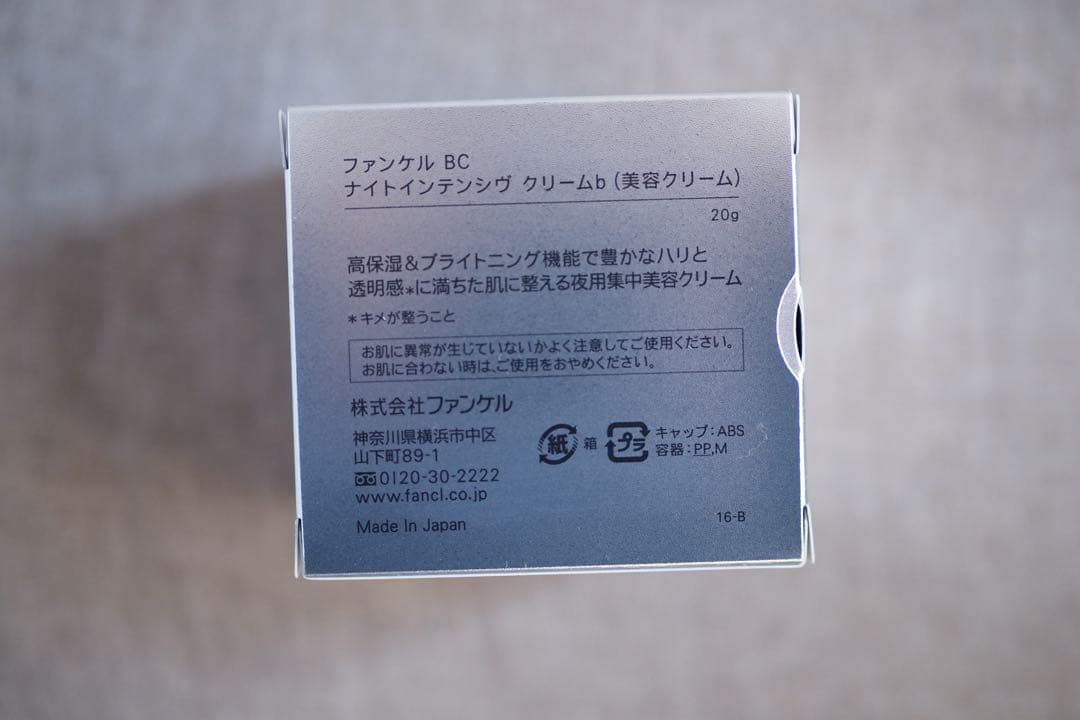 ファンケル BC
ナイトインテンシヴ クリームb (美容クリーム)
20g
高保湿&ブライトニング機能で豊かなハリと
透明感*に満ちた肌に整える夜用集中美容クリーム
*キメが整うこと
お肌に異常が生じていないかよく注意してご使用ください。
お肌に合わない時は、ご使用をおやめください。
株式会社ファンケル
神奈川県横浜市中区
山下町89-1
0120-30-2222
www.fancl.co.jp
紙 箱
プラ キャップ:ABS
容器:PP,M
Made In Japan
16-B